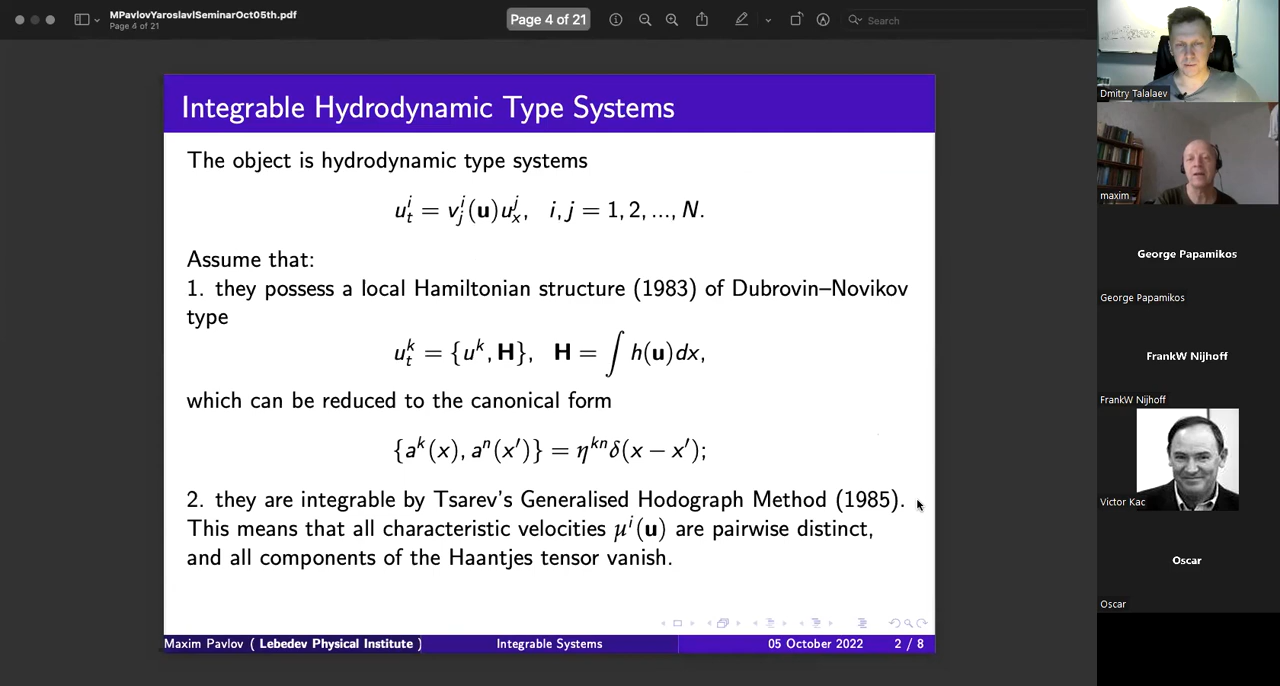 MPavlovYaroslavlSeminarOct05th.pdf
Page 4 of 21
Page 4 of 21
Search
Integrable Hydrodynamic Type Systems
The object is hydrodynamic type systems
u^i_t = v^i_j(u)u^j_x, i, j = 1, 2, ..., N.
Assume that:
1. they possess a local Hamiltonian structure (1983) of Dubrovin–Novikov
type
u^k_t = {u^k, H}, H = ∫ h(u)dx,
which can be reduced to the canonical form
{a^k(x), a^n(x′)} = η^{kn}δ(x − x′);
2. they are integrable by Tsarev's Generalised Hodograph Method (1985).
This means that all characteristic velocities μ^i(u) are pairwise distinct,
and all components of the Haantjes tensor vanish.
Maxim Pavlov ( Lebedev Physical Institute )
Integrable Systems
05 October 2022
2 / 8
Dmitry Talalaev
maxim
George Papamikos
George Papamikos
FrankW Nijhoff
FrankW Nijhoff
Victor Kac
Oscar
Oscar